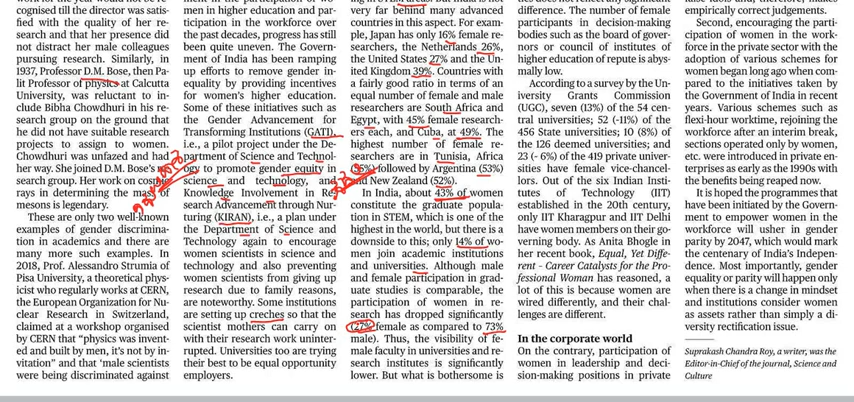 cognised till the director was satis-
fied with the quality of her re-
search and that her presence did
not distract her male colleagues
pursuing research. Similarly, in
1937, Professor D.M. Bose, then Pa-
lit Professor of physics at Calcutta
University, was reluctant to in-
clude Bibha Chowdhuri in his re-
search group on the ground that
he did not have suitable research
projects to assign to women.
Chowdhuri was unfazed and had
her way. She joined D.M. Bose's re-
search group. Her work on cosmic
rays in determining the mass of
mesons is legendary.
These are only two well-known
examples of gender discrimina-
tion in academics and there are
many more such examples. In
2018, Prof. Alessandro Strumia of
Pisa University, a theoretical phys-
icist who regularly works at CERN,
the European Organization for Nu-
clear Research in Switzerland,
claimed at a workshop organised
by CERN that "physics was invent-
ed and built by men, it's not by in-
vitation" and that 'male scientists
were being discriminated against
men in higher education and par-
ticipation in the workforce over
the past decades, progress has still
been quite uneven. The Govern-
ment of India has been ramping
up efforts to remove gender in-
equality by providing incentives
for women's higher education.
Some of these initiatives such as
the Gender Advancement for
Transforming Institutions (GATI),
i.e., a pilot project under the De-
partment of Science and Technol-
ogy to promote gender equity in
science and technology, and
Knowledge Involvement in Re-
search Advancement through Nur-
turing (KIRAN), i.e., a plan under
the Department of Science and
Technology again to encourage
women scientists in science and
technology and also preventing
women scientists from giving up
research due to family reasons,
are noteworthy. Some institutions
are setting up creches so that the
scientist mothers can carry on
with their research work uninter-
rupted. Universities too are trying
their best to be equal opportunity
employers.
very far behind many advanced
countries in this aspect. For exam-
ple, Japan has only 16% female re-
searchers, the Netherlands 26%,
the United States 27% and the Un-
ited Kingdom 39%. Countries with
a fairly good ratio in terms of an
equal number of female and male
researchers are South Africa and
Egypt, with 45% female research-
ers each, and Cuba, at 49%. The
highest number of female re-
searchers are in Tunisia, Africa
(56%) followed by Argentina (53%)
and New Zealand (52%).
In India, about 43% of women
constitute the graduate popula-
tion in STEM, which is one of the
highest in the world, but there is a
downside to this; only 14% of wo-
men join academic institutions
and universities. Although male
and female participation in grad-
uate studies is comparable, the
participation of women in re-
search has dropped significantly
(27% female as compared to 73%
male). Thus, the visibility of fe-
male faculty in universities and re-
search institutes is significantly
lower. But what is bothersome is
difference. The number of female
participants in decision-making
bodies such as the board of gover-
nors or council of institutes of
higher education of repute is abys-
mally low.
According to a survey by the Un-
iversity Grants Commission
(UGC), seven (13%) of the 54 cen-
tral universities; 52 (-11%) of the
456 State universities; 10 (8%) of
the 126 deemed universities; and
23 (- 6%) of the 419 private univer-
sities have female vice-chancel-
lors. Out of the six Indian Insti-
tutes of Technology (IIT)
established in the 20th century,
only IIT Kharagpur and IIT Delhi
have women members on their go-
verning body. As Anita Bhogle in
her recent book, Equal, Yet Diffe-
rent - Career Catalysts for the Pro-
fessional Woman has reasoned, a
lot of this is because women are
wired differently, and their chal-
lenges are different.
In the corporate world
On the contrary, participation of
women in leadership and deci-
sion-making positions in private
empirically correct judgements.
Second, encouraging the parti-
cipation of women in the work-
force in the private sector with the
adoption of various schemes for
women began long ago when com-
pared to the initiatives taken by
the Government of India in recent
years. Various schemes such as
flexi-hour worktime, rejoining the
workforce after an interim break,
sections operated only by women,
etc. were introduced in private en-
terprises as early as the 1990s with
the benefits being reaped now.
It is hoped the programmes that
have been initiated by the Govern-
ment to empower women in the
workforce will usher in gender
parity by 2047, which would mark
the centenary of India's Indepen-
dence. Most importantly, gender
equality or parity will happen only
when there is a change in mindset
and institutions consider women
as assets rather than simply a di-
versity rectification issue.
Suprakash Chandra Roy, a writer, was the
Editor-in-Chief of the journal, Science and
Culture